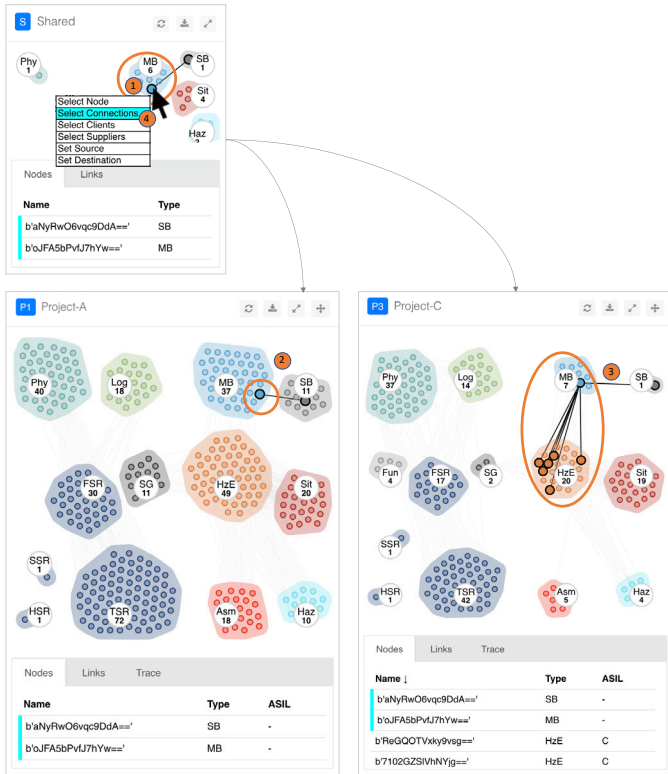 S Shared
Phy
1
MB
6
SB
1
Sit
4
Haz
1
Select Node
Select Connections
4
Select Clients
Select Suppliers
Set Source
Set Destination
Nodes Links
Name Type
b'aNyRwO6vqc9DdA==' SB
b'oJFA5bPvfJ7hYw==' MB
P1 Project-A
2
Phy
40
Log
18
MB
37
SB
11
FSR
30
SG
11
HzE
49
Sit
20
SSR
1
HSR
1
TSR
72
Asm
18
Haz
10
Nodes Links Trace
Name Type ASIL
b'aNyRwO6vqc9DdA==' SB -
b'oJFA5bPvfJ7hYw==' MB -
P3 Project-C
3
Phy
37
Log
14
MB
7
SB
1
Fun
4
FSR
17
SG
2
HzE
20
Sit
19
SSR
1
HSR
1
TSR
42
Asm
5
Haz
4
Nodes Links Trace
Name ↓ Type ASIL
b'aNyRwO6vqc9DdA==' SB -
b'oJFA5bPvfJ7hYw==' MB -
b'ReGQOTVxky9vsg==' HzE C
b'7102GZSIVhNYjg==' HzE C